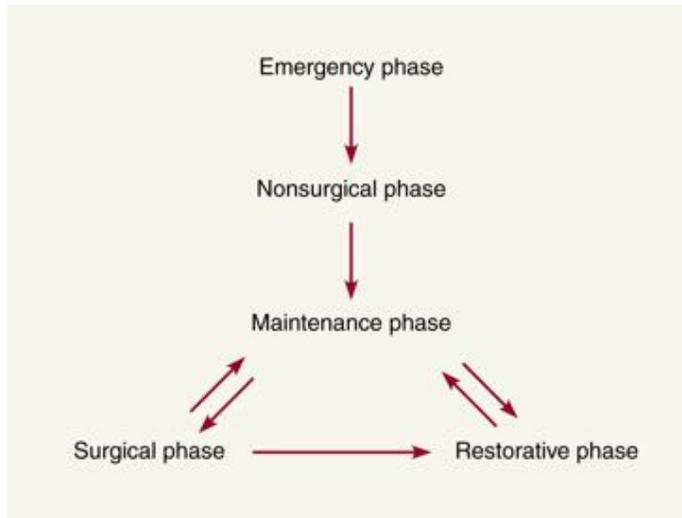 Emergency phase
Nonsurgical phase
Maintenance phase
Surgical phase
Restorative phase